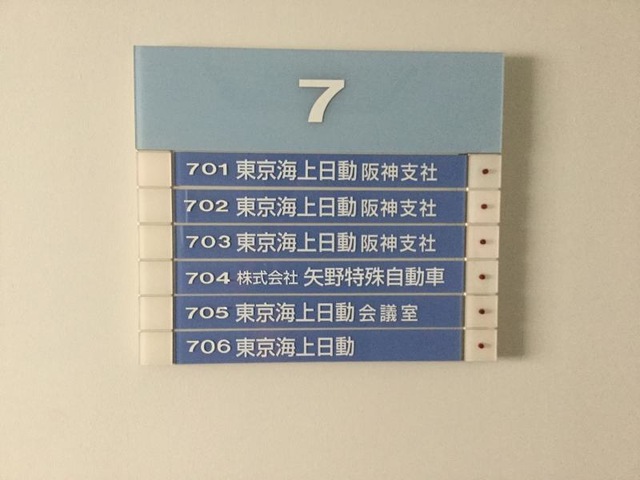 7
701 東京海上日動 阪神支社
702 東京海上日動 阪神支社
703 東京海上日動 阪神支社
704 株式会社 矢野特殊自動車
705 東京海上日動 会議室
706 東京海上日動